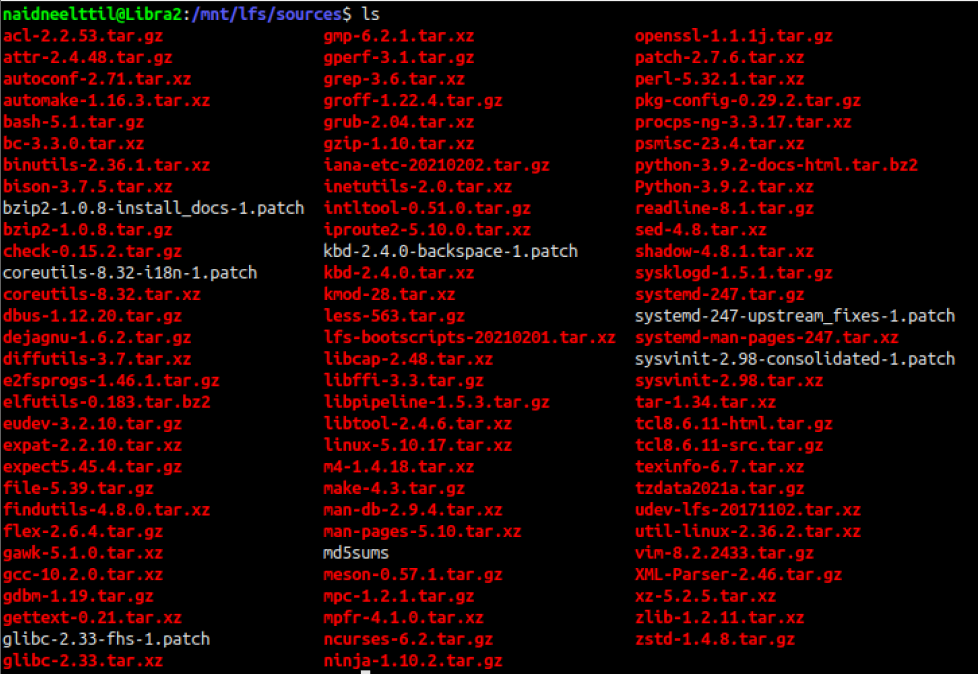 naidneelttil@Libra2:/mnt/lfs/sources$ ls
acl-2.2.53.tar.gz gmp-6.2.1.tar.xz openssl-1.1.1j.tar.gz
attr-2.4.48.tar.gz gperf-3.1.tar.gz patch-2.7.6.tar.xz
autoconf-2.71.tar.xz grep-3.6.tar.xz perl-5.32.1.tar.xz
automake-1.16.3.tar.xz groff-1.22.4.tar.gz pkg-config-0.29.2.tar.gz
bash-5.1.tar.gz grub-2.04.tar.xz procps-ng-3.3.17.tar.xz
bc-3.3.0.tar.xz gzip-1.10.tar.xz psmisc-23.4.tar.xz
binutils-2.36.1.tar.xz iana-etc-20210202.tar.gz python-3.9.2-docs-html.tar.bz2
bison-3.7.5.tar.xz inetutils-2.0.tar.xz Python-3.9.2.tar.xz
bzip2-1.0.8-install_docs-1.patch intltool-0.51.0.tar.gz readline-8.1.tar.gz
bzip2-1.0.8.tar.gz iproute2-5.10.0.tar.xz sed-4.8.tar.xz
check-0.15.2.tar.gz kbd-2.4.0-backspace-1.patch shadow-4.8.1.tar.xz
coreutils-8.32-i18n-1.patch kbd-2.4.0.tar.xz sysklogd-1.5.1.tar.gz
coreutils-8.32.tar.xz kmod-28.tar.xz systemd-247.tar.gz
dbus-1.12.20.tar.gz less-563.tar.gz systemd-247-upstream_fixes-1.patch
dejagnu-1.6.2.tar.gz lfs-bootscripts-20210201.tar.xz systemd-man-pages-247.tar.xz
diffutils-3.7.tar.xz libcap-2.48.tar.xz sysvinit-2.98-consolidated-1.patch
e2fsprogs-1.46.1.tar.gz libffi-3.3.tar.gz sysvinit-2.98.tar.xz
elfutils-0.183.tar.bz2 libpipeline-1.5.3.tar.gz tar-1.34.tar.xz
eudev-3.2.10.tar.gz libtool-2.4.6.tar.xz tcl8.6.11-html.tar.gz
expat-2.2.10.tar.xz linux-5.10.17.tar.xz tcl8.6.11-src.tar.gz
expect5.45.4.tar.gz m4-1.4.18.tar.xz texinfo-6.7.tar.xz
file-5.39.tar.gz make-4.3.tar.gz tzdata2021a.tar.gz
findutils-4.8.0.tar.xz man-db-2.9.4.tar.xz udev-lfs-20171102.tar.xz
flex-2.6.4.tar.gz man-pages-5.10.tar.xz util-linux-2.36.2.tar.xz
gawk-5.1.0.tar.xz md5sums vim-8.2.2433.tar.gz
gcc-10.2.0.tar.xz meson-0.57.1.tar.gz XML-Parser-2.46.tar.gz
gdbm-1.19.tar.gz mpc-1.2.1.tar.gz xz-5.2.5.tar.xz
gettext-0.21.tar.xz mpfr-4.1.0.tar.xz zlib-1.2.11.tar.xz
glibc-2.33-fhs-1.patch ncurses-6.2.tar.gz zstd-1.4.8.tar.gz
glibc-2.33.tar.xz ninja-1.10.2.tar.gz